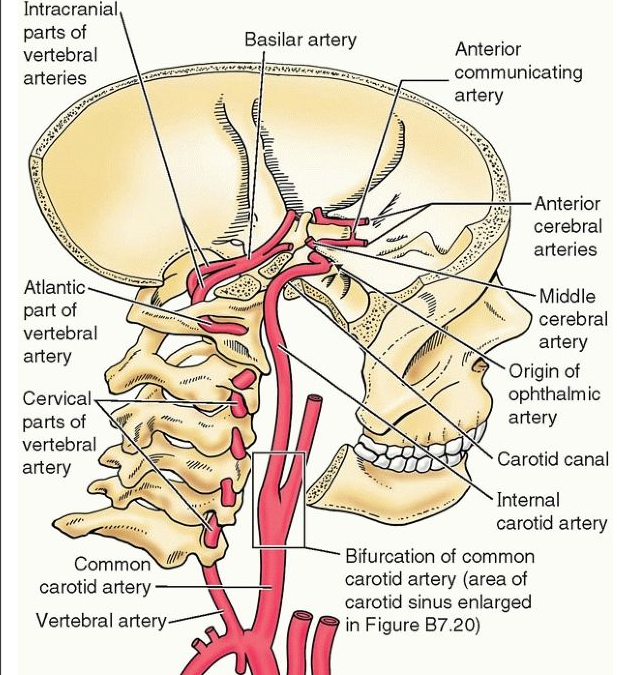 Intracranial
parts of
vertebral
arteries
Basilar artery
Anterior
communicating
artery
Anterior
cerebral
arteries
Atlantic
part of
vertebral
artery
Middle
cerebral
artery
Origin of
ophthalmic
artery
Cervical
parts of
vertebral
artery
Carotid canal
Internal
carotid artery
Common
carotid artery
Bifurcation of common
carotid artery (area of
carotid sinus enlarged
in Figure B7.20)
Vertebral artery